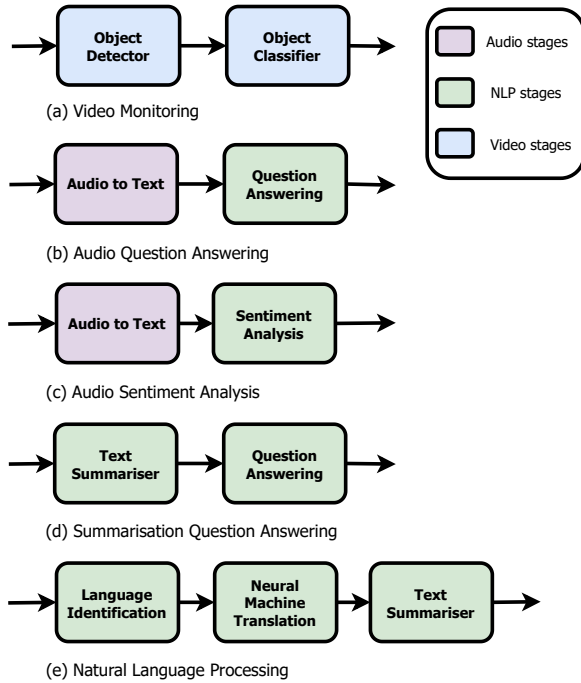 Object
Detector
Object
Classifier
(a) Video Monitoring
Audio stages
NLP stages
Video stages
Audio to Text
Question
Answering
(b) Audio Question Answering
Audio to Text
Sentiment
Analysis
(c) Audio Sentiment Analysis
Text
Summariser
Question
Answering
(d) Summarisation Question Answering
Language
Identification
Neural
Machine
Translation
Text
Summariser
(e) Natural Language Processing